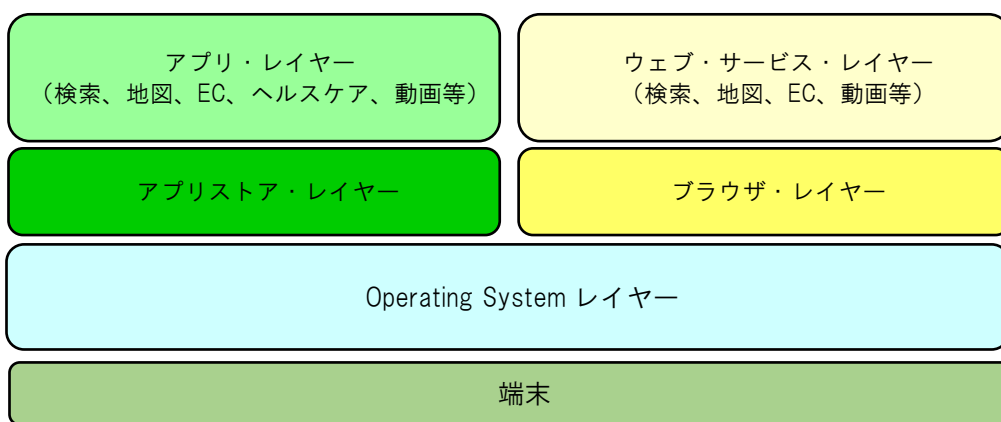 アプリ・レイヤー
（検索、地図、EC、ヘルスケア、動画等）
ウェブ・サービス・レイヤー
（検索、地図、EC、動画等）
アプリストア・レイヤー
ブラウザ・レイヤー
Operating System レイヤー
端末